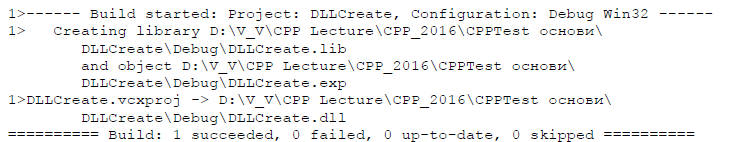 1>------ Build started: Project: DLLCreate, Configuration: Debug Win32 ------
1>   Creating library D:\V_V\CPP Lecture\CPP_2016\CPPTest основи\
DLLCreate\Debug\DLLCreate.lib
and object D:\V_V\CPP Lecture\CPP_2016\CPPTest основи\
DLLCreate\Debug\DLLCreate.exp
1>DLLCreate.vcxproj -> D:\V_V\CPP Lecture\CPP_2016\CPPTest основи\
DLLCreate\Debug\DLLCreate.dll
========== Build: 1 succeeded, 0 failed, 0 up-to-date, 0 skipped ==========